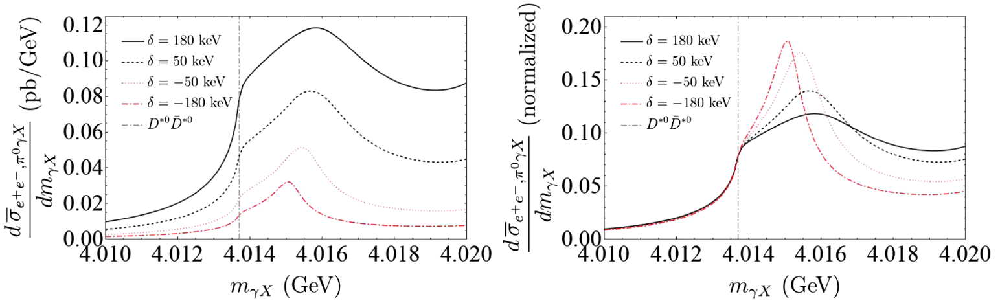 dσ̅ₑ₊ₑ₋,π⁰γX / dm_γX (pb/GeV)
0.12
0.10
0.08
0.06
0.04
0.02
0.00
δ = 180 keV
δ = 50 keV
δ = −50 keV
δ = −180 keV
D*⁰D̄*⁰
4.010 4.012 4.014 4.016 4.018 4.020
m_γX (GeV)
dσ̅ₑ₊ₑ₋,π⁰γX / dm_γX (normalized)
0.20
0.15
0.10
0.05
0.00
δ = 180 keV
δ = 50 keV
δ = −50 keV
δ = −180 keV
D*⁰D̄*⁰
4.010 4.012 4.014 4.016 4.018 4.020
m_γX (GeV)